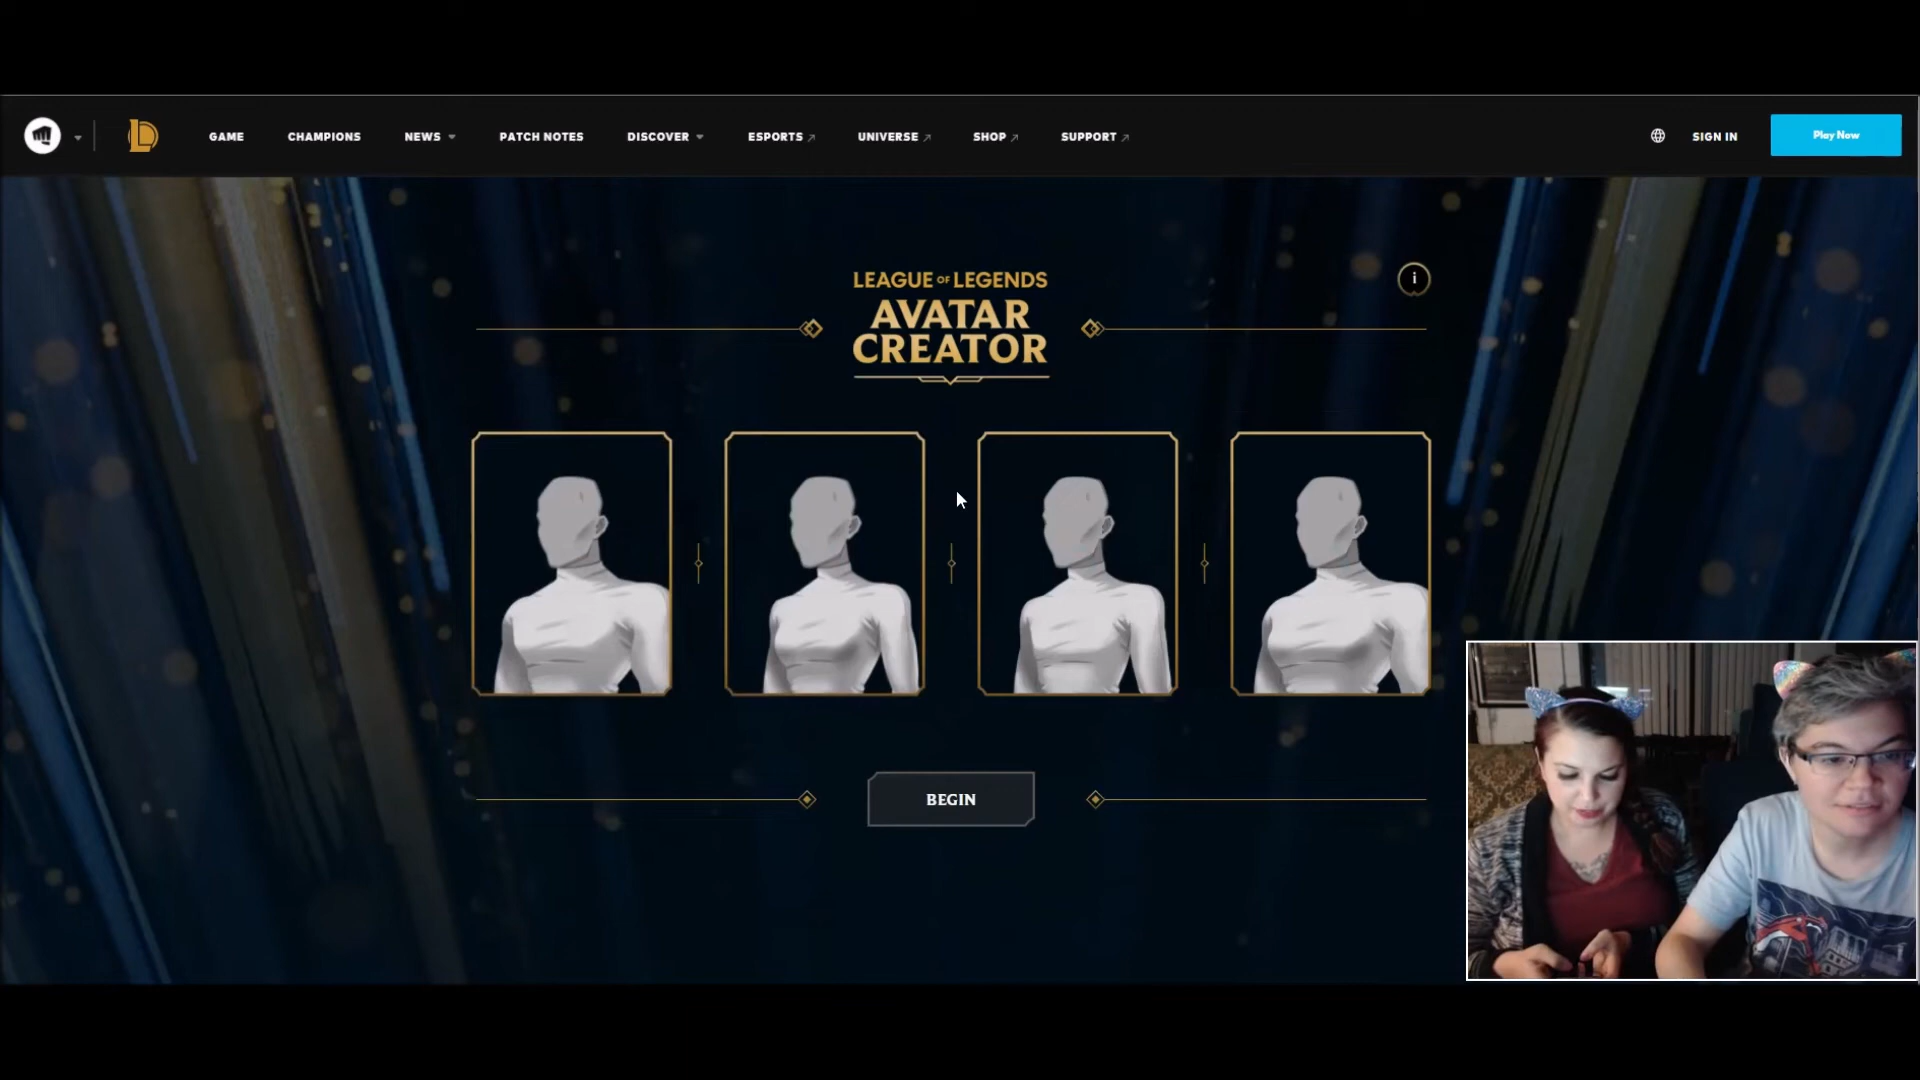 GAME
CHAMPIONS
NEWS
PATCH NOTES
DISCOVER
ESPORTS
UNIVERSE
SHOP
SUPPORT
SIGN IN
Play Now
LEAGUE OF LEGENDS
AVATAR
CREATOR
i
BEGIN